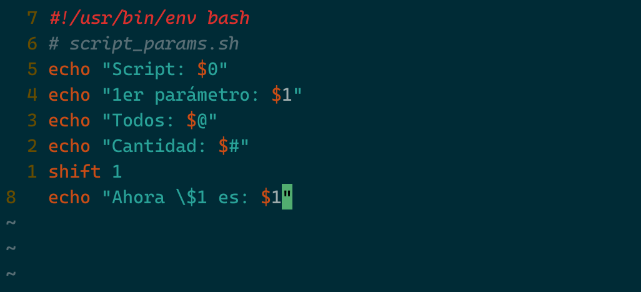 7 #!/usr/bin/env bash
6 # script_params.sh
5 echo "Script: $0"
4 echo "1er parámetro: $1"
3 echo "Todos: $@"
2 echo "Cantidad: $#"
1 shift 1
8 echo "Ahora \$1 es: $1"
~
~
~